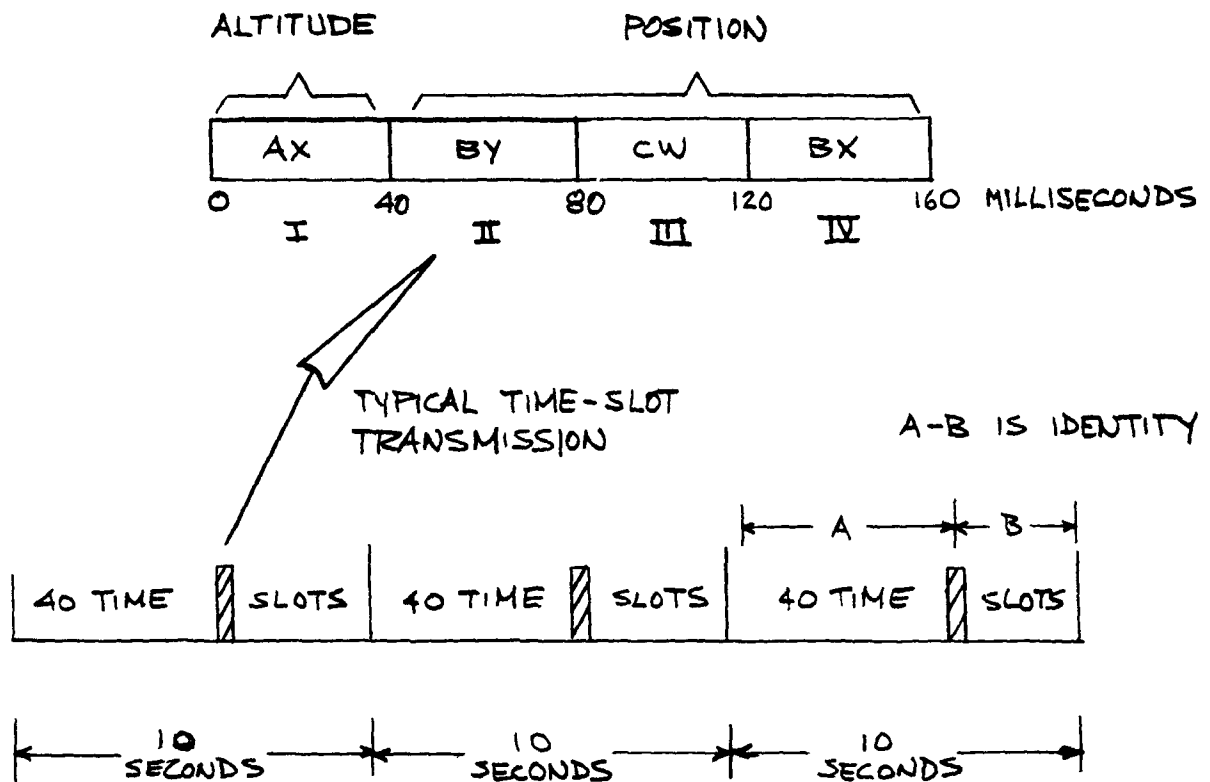 ALTITUDE POSITION
AX BY CW BX
0 40 80 120 160 MILLISECONDS
I II III IV
TYPICAL TIME-SLOT
TRANSMISSION
A-B IS IDENTITY
A B
40 TIME SLOTS 40 TIME SLOTS 40 TIME SLOTS
10 10 10
SECONDS SECONDS SECONDS